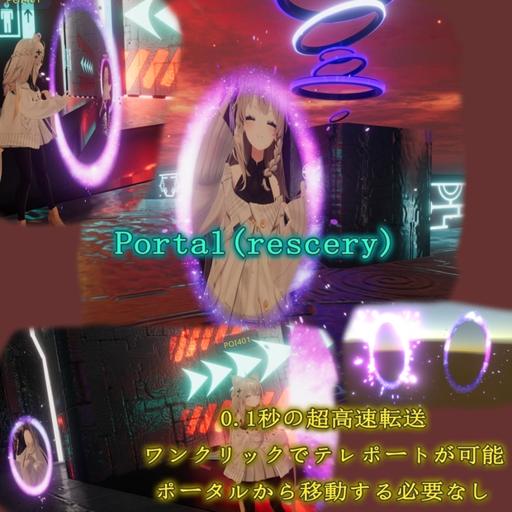 POI401
Portal(rescery)
POI401
0.1秒の超高速転送
ワンクリックでテレポートが可能
ポータルから移動する必要なし